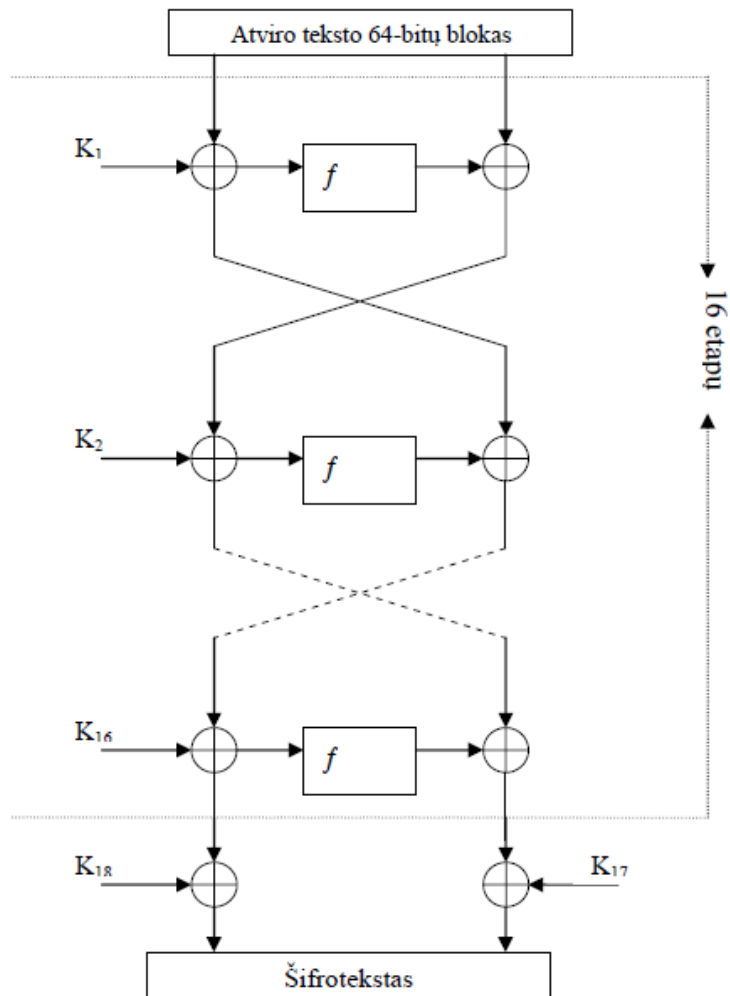 Atviro teksto 64-bitų blokas
K₁
f
16 etapų
K₂
f
K₁₆
f
K₁₈
K₁₇
Šifrotekstas